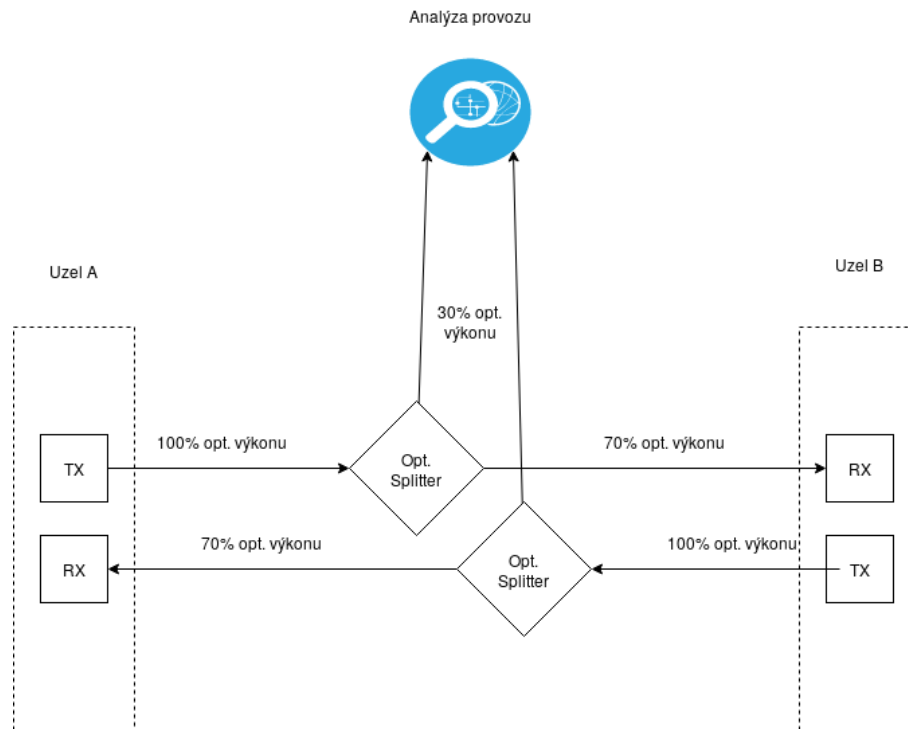 Analýza provozu
Uzel A
Uzel B
30% opt.
výkonu
100% opt. výkonu
70% opt. výkonu
TX
Opt.
Splitter
RX
70% opt. výkonu
100% opt. výkonu
RX
Opt.
Splitter
TX